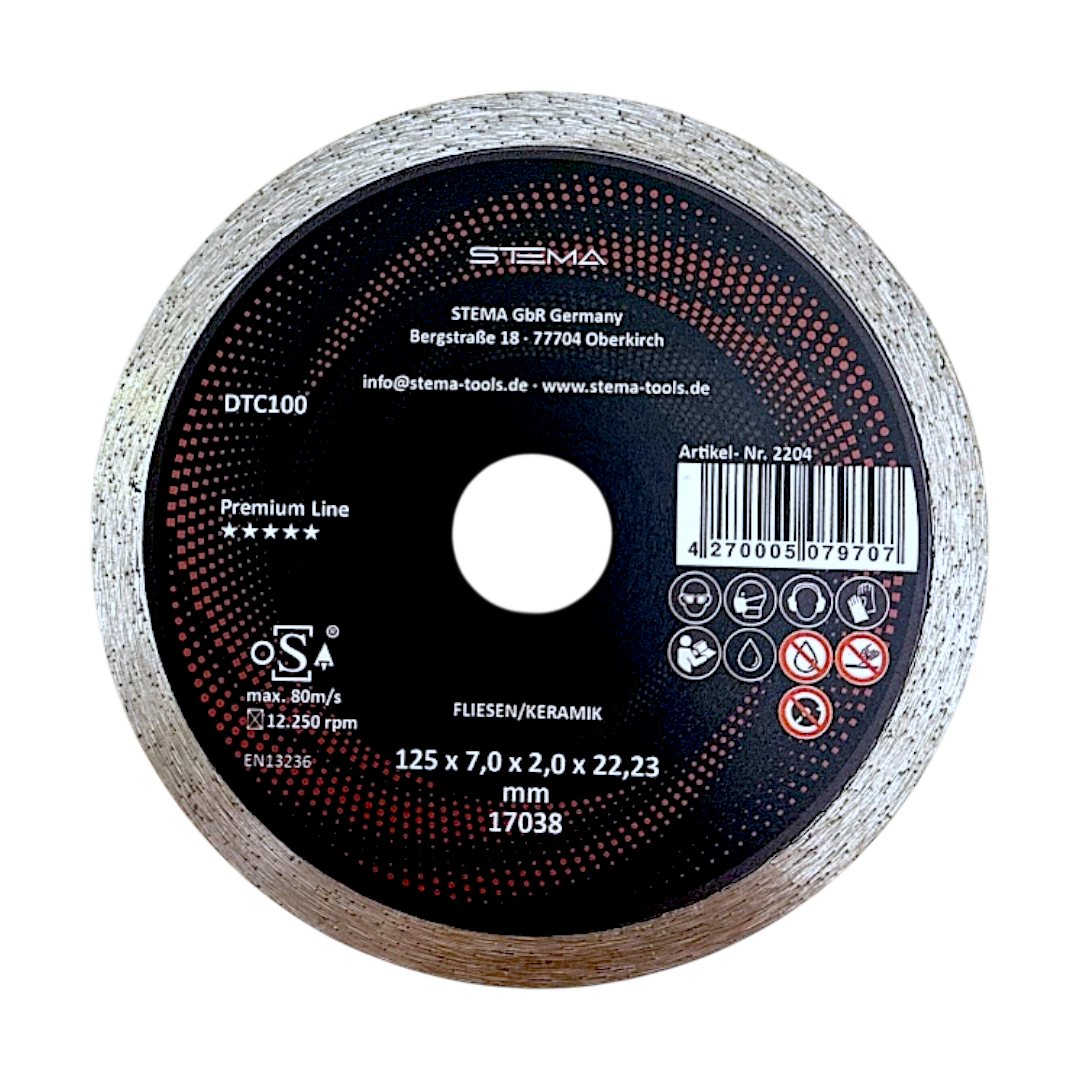 STEMA
STEMA GbR Germany
Bergstraße 18 · 77704 Oberkirch
info@stema-tools.de · www.stema-tools.de
DTC100
Artikel- Nr. 2204
4 270005 079707
Premium Line
★★★★★
oSA®
max. 80m/s
12.250 rpm
EN13236
FLIESEN/KERAMIK
125 x 7,0 x 2,0 x 22,23
mm
17038